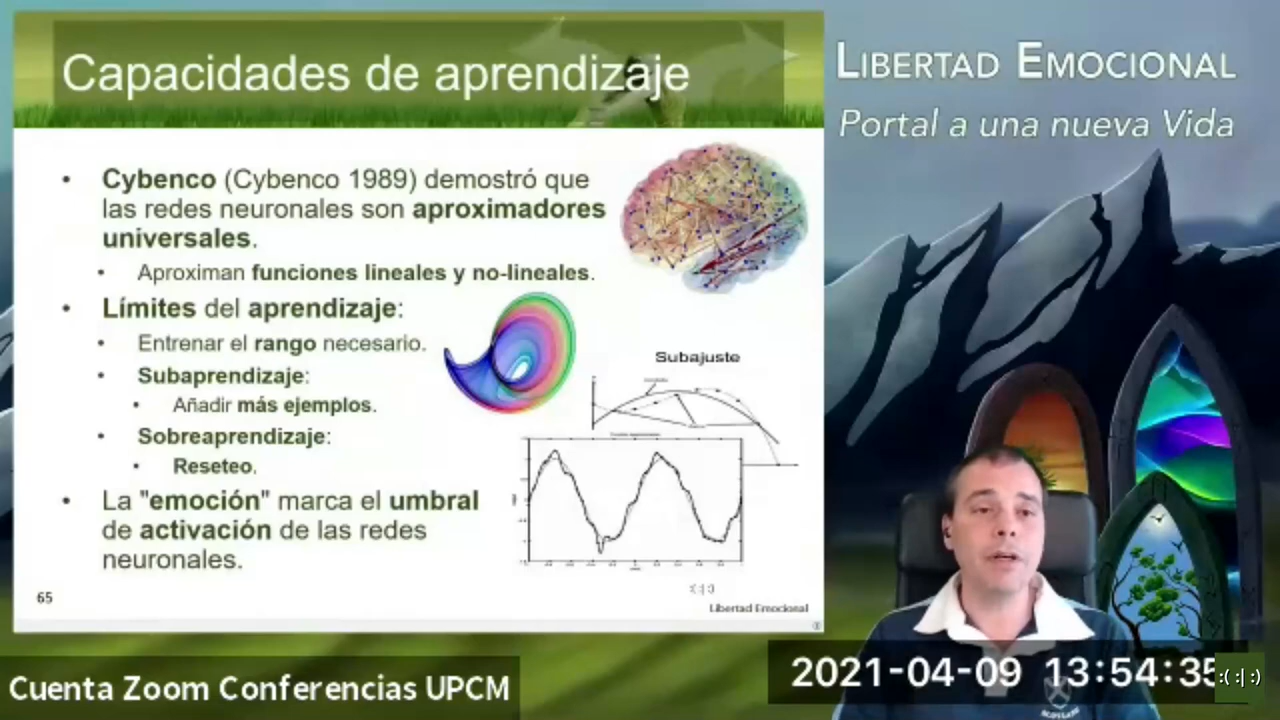 Capacidades de aprendizaje
LIBERTAD EMOCIONAL
Portal a una nueva Vida
• Cybenco (Cybenco 1989) demostró que
las redes neuronales son aproximadores
universales.
• Aproximan funciones lineales y no-lineales.
• Límites del aprendizaje:
• Entrenar el rango necesario.
• Subaprendizaje:
• Añadir más ejemplos.
• Sobreaprendizaje:
• Reseteo.
• La "emoción" marca el umbral
de activación de las redes
neuronales.
Subajuste
65
:( :| :)
Libertad Emocional
Cuenta Zoom Conferencias UPCM
2021-04-09 13:54:35
:( :| :)